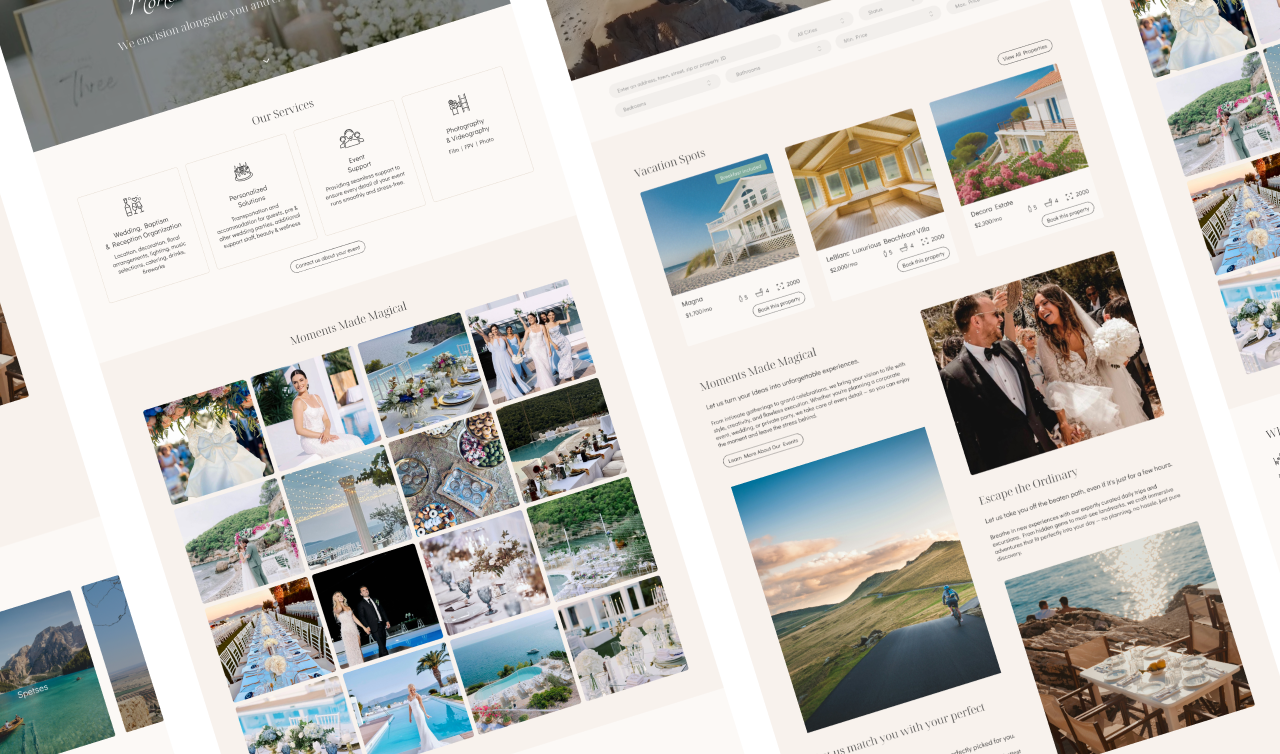 We envision alongside you and
Three
Our Services
Wedding, Baptism
& Reception Organization
Location, decoration, floral
arrangements, lighting, music
selections, catering, drinks,
fireworks
Personalized
Solutions
Transporation and
accommodation for guests, pre &
after wedding parties, additional
support staff, beauty & wellness
Event
Support
Providing seamless support to
ensure every detail of your event
runs smoothly and stress-free.
Photography
& Videography
Film | FPV | Photo
Contact us about your event
Moments Made Magical
Spetses
Enter an address, town, street, zip or property ID
All Cities
Status
Bedrooms
Bathrooms
Min. Price
Max. Price
View All Properties
Vacation Spots
Breakfast included
Magna
$1,700/mo
5
4
2000
Book this property
LeBlanc Luxurious Beachfront Villa
$2,000/mo
5
4
2000
Book this property
Decora Estate
$2,300/mo
5
4
2000
Book this property
Moments Made Magical
Let us turn your ideas into unforgettable experiences.
From intimate gatherings to grand celebrations, we bring your vision to life with
style, creativity, and flawless execution. Whether you're planning a corporate
event, wedding, or private party, we take care of every detail – so you can enjoy
the moment and leave the stress behind.
Learn More About Our Events
Escape the Ordinary
Let us take you off the beaten path, even if it's just for a few hours.
Breathe in new experiences with our expertly curated daily trips and
excursions. From hidden gems to must-see landmarks, we craft immersive
adventures that fit perfectly into your day – no planning, no hassle, just pure
discovery.
us match you with your perfect
picked for you.